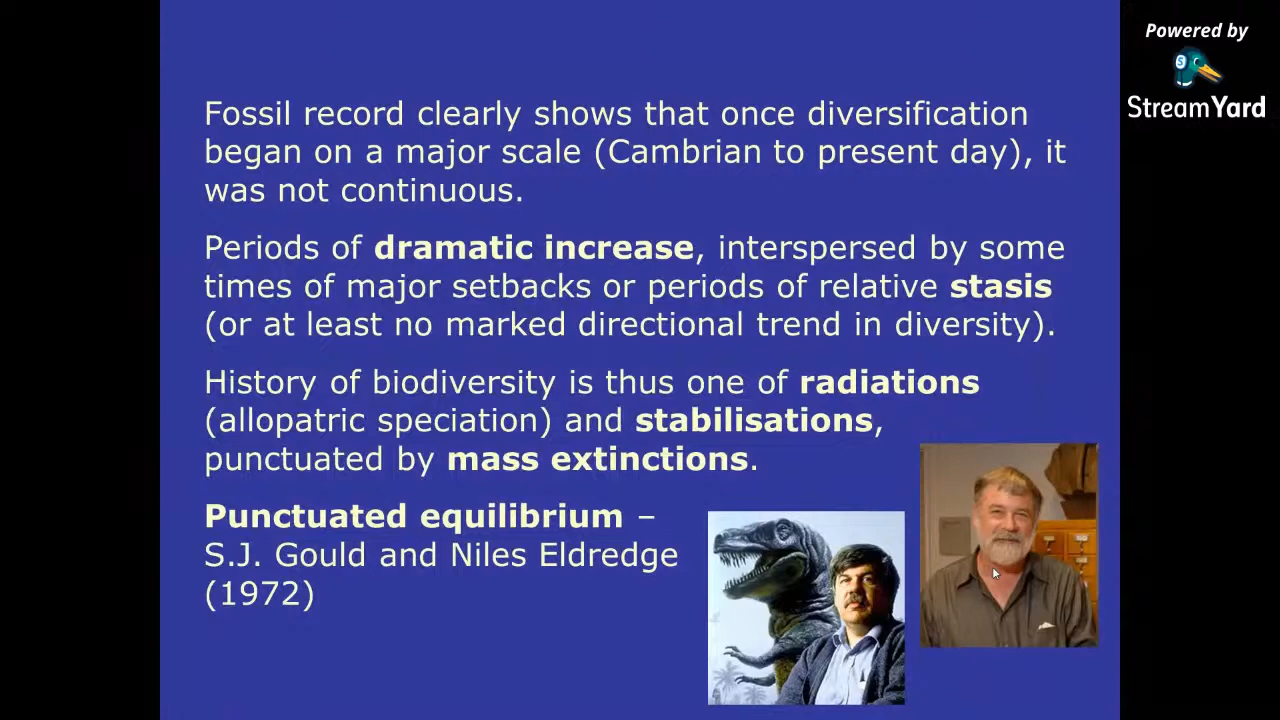 Powered by
StreamYard
Fossil record clearly shows that once diversification
began on a major scale (Cambrian to present day), it
was not continuous.
Periods of dramatic increase, interspersed by some
times of major setbacks or periods of relative stasis
(or at least no marked directional trend in diversity).
History of biodiversity is thus one of radiations
(allopatric speciation) and stabilisations,
punctuated by mass extinctions.
Punctuated equilibrium –
S.J. Gould and Niles Eldredge
(1972)